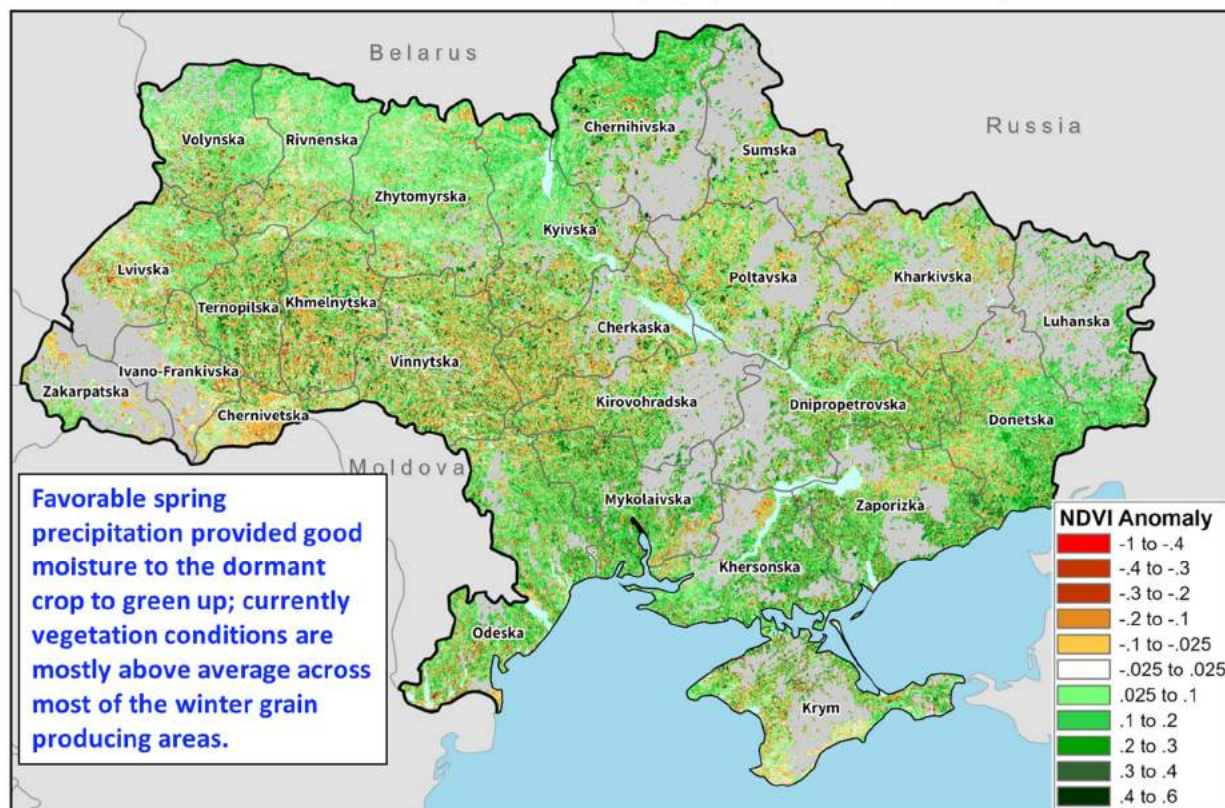 Belarus
Russia
Chernihivska
Sumska
Volynska
Rivnenska
Zhytomyrska
Kyivska
Lvivska
Ternopilska
Khmelnytska
Poltavska
Kharkivska
Luhanska
Cherkaska
Vinnytska
Ivano-Frankivska
Zakarpatska
Chernivetska
Kirovohradska
Dnipropetrovska
Donetska
Moldova
Mykolaivska
Zaporizka
Khersonska
Odeska
Krym
Favorable spring
precipitation provided good
moisture to the dormant
crop to green up; currently
vegetation conditions are
mostly above average across
most of the winter grain
producing areas.
NDVI Anomaly
-1 to -.4
-.4 to -.3
-.3 to -.2
-.2 to -.1
-.1 to -.025
-.025 to .025
.025 to .1
.1 to .2
.2 to .3
.3 to .4
.4 to .6